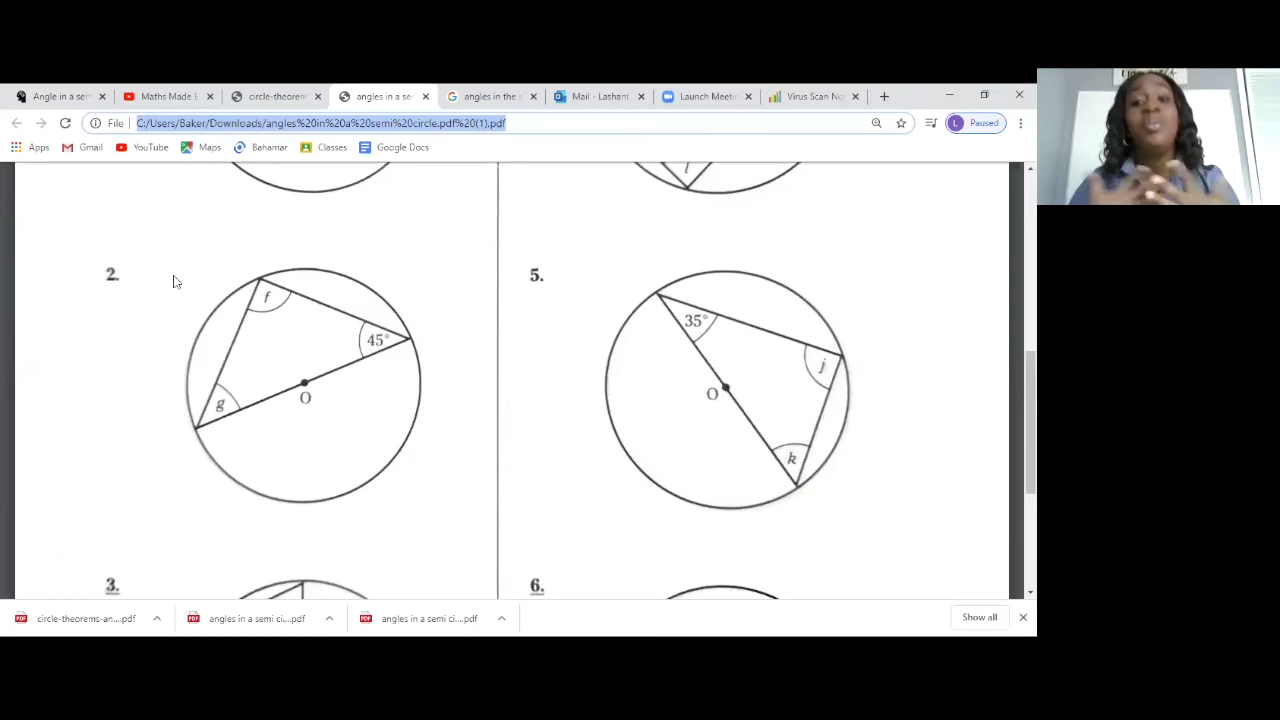 Angle in a ser
Maths Made E
circle-theorem
angles in a se
angles in the s
Mail - Lashant
Launch Meeti
Virus Scan No
File
C:/Users/Baker/Downloads/angles%20in%20a%20semi%20circle.pdf%20(1).pdf
L Paused
Apps
Gmail
YouTube
Maps
Bahamar
Classes
Google Docs
l
2.
f
45°
g
O
5.
35°
j
O
k
3.
6.
circle-theorems-an....pdf
angles in a semi ci....pdf
angles in a semi ci....pdf
Show all